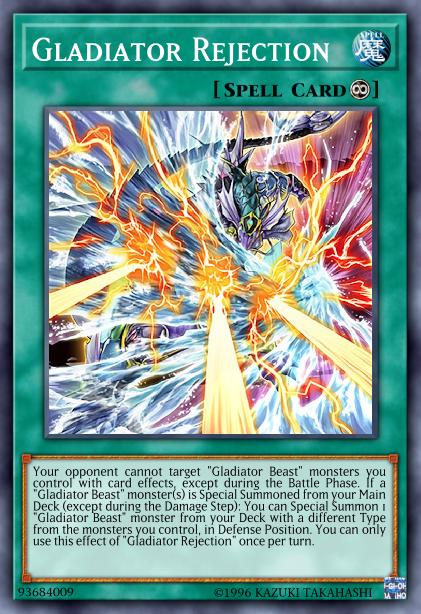 GLADIATOR REJECTION
SPELL
魔
[SPELL CARD∞]
Your opponent cannot target "Gladiator Beast" monsters you
control with card effects, except during the Battle Phase. If a
"Gladiator Beast" monster(s) is Special Summoned from your Main
Deck (except during the Damage Step): You can Special Summon 1
"Gladiator Beast" monster from your Deck with a different Type
from the monsters you control, in Defense Position. You can only
use this effect of "Gladiator Rejection" once per turn.
93684009
©1996 KAZUKI TAKAHASHI